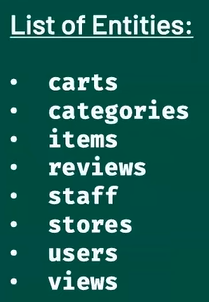 List of Entities:
• carts
• categories
• items
• reviews
• staff
• stores
• users
• views